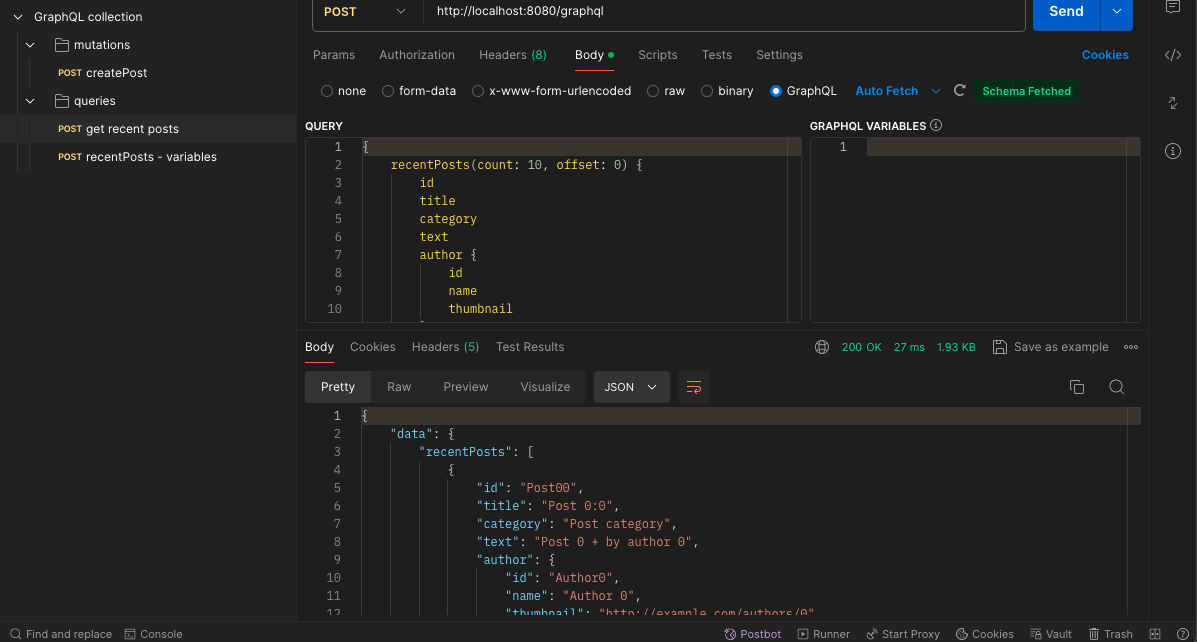 GraphQL collection
mutations
POST createPost
queries
POST get recent posts
POST recentPosts - variables
POST
http://localhost:8080/graphql
Send
Params Authorization Headers (8) Body Scripts Tests Settings Cookies
none form-data x-www-form-urlencoded raw binary GraphQL Auto Fetch Schema Fetched
QUERY
1 {
2 recentPosts(count: 10, offset: 0) {
3 id
4 title
5 category
6 text
7 author {
8 id
9 name
10 thumbnail
GRAPHQL VARIABLES
1
Body Cookies Headers (5) Test Results 200 OK 27 ms 1.93 KB Save as example
Pretty Raw Preview Visualize JSON
1 {
2 "data": {
3 "recentPosts": [
4 {
5 "id": "Post00",
6 "title": "Post 0:0",
7 "category": "Post category",
8 "text": "Post 0 + by author 0",
9 "author": {
10 "id": "Author0",
11 "name": "Author 0",
12 "thumbnail": "http://example.com/authors/0"
Find and replace Console Postbot Runner Start Proxy Cookies Vault Trash